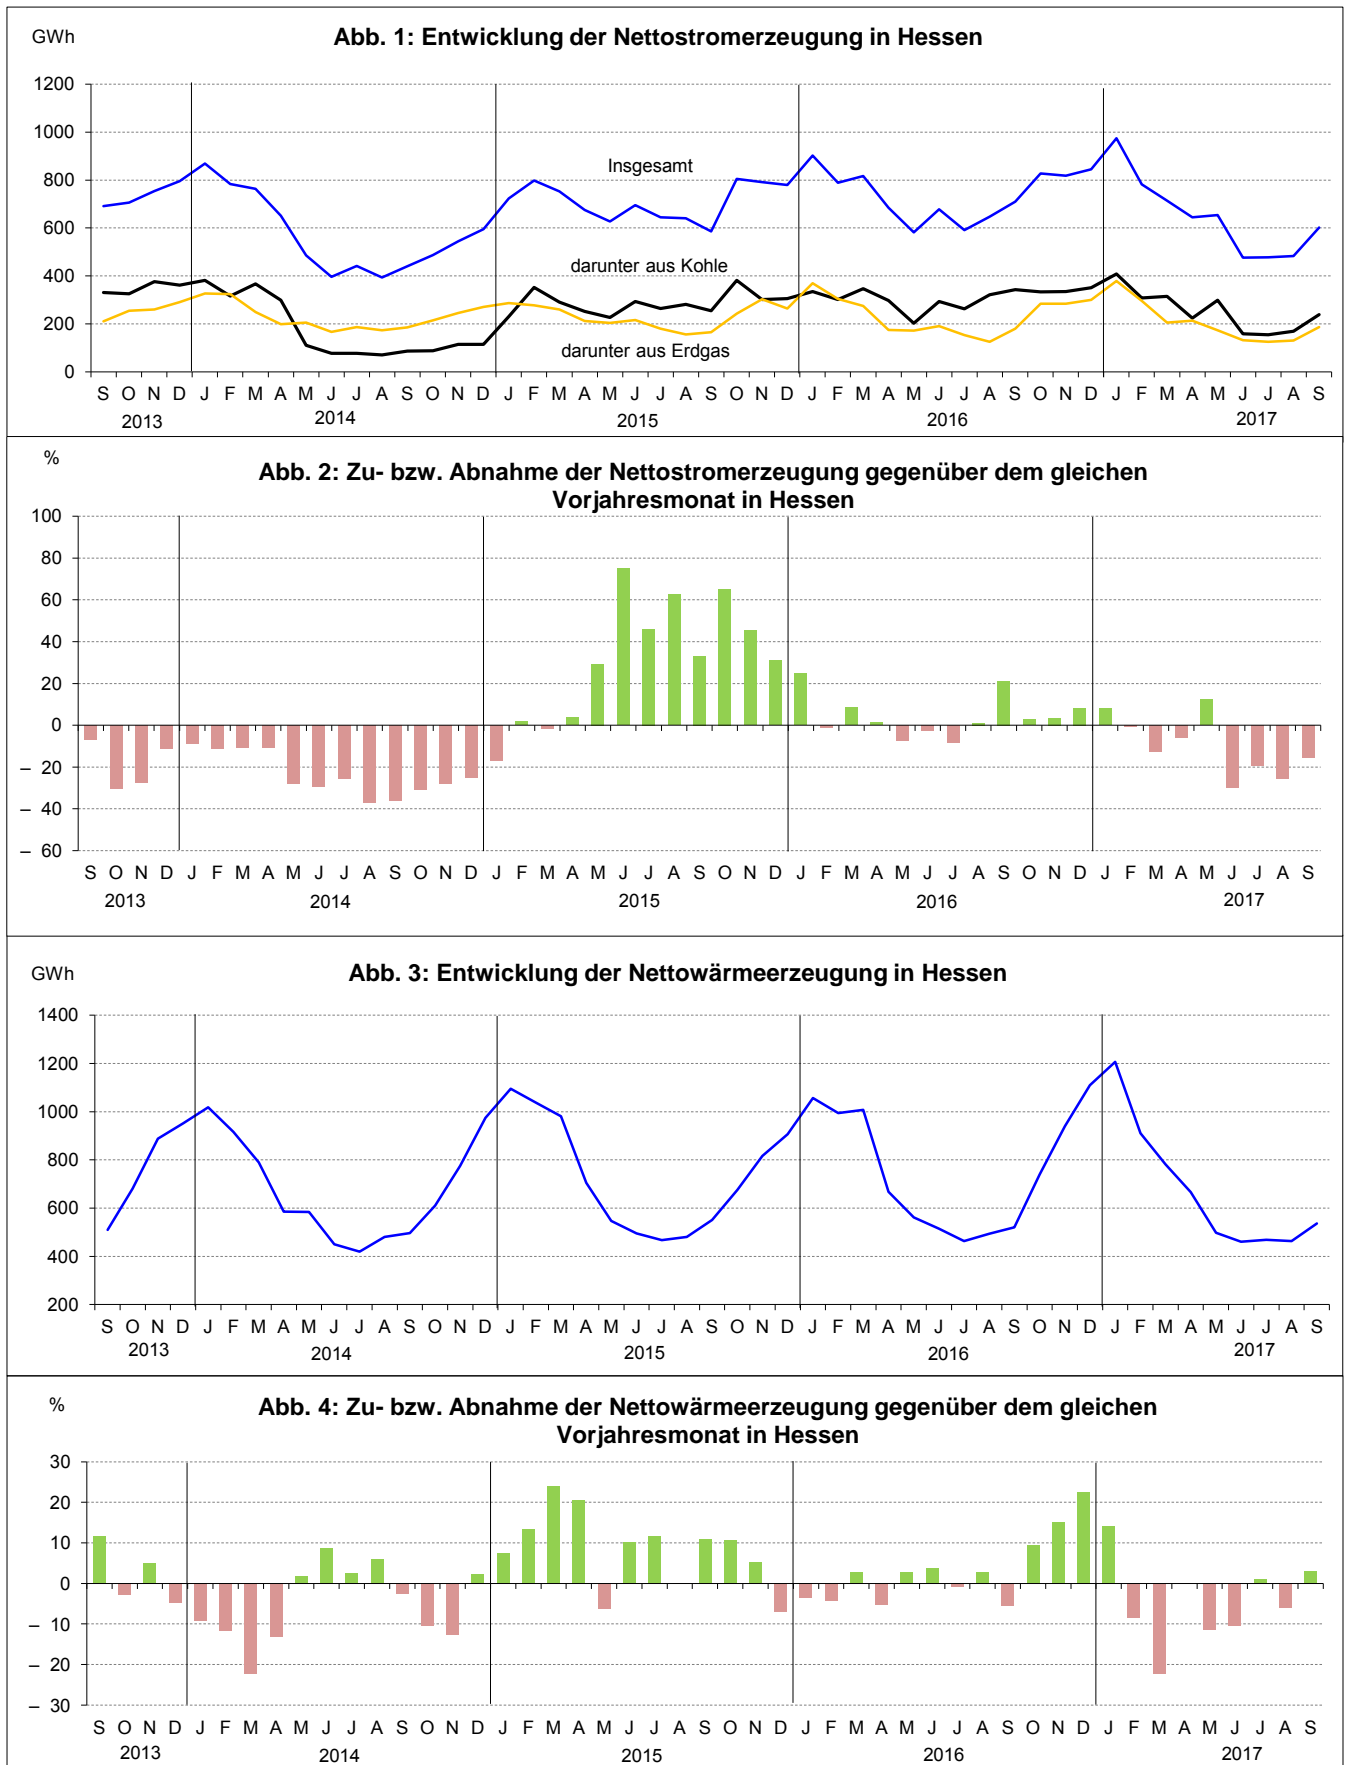 GWh
Abb. 1: Entwicklung der Nettostromerzeugung in Hessen
1200
1000
800
600
400
200
0
Insgesamt
darunter aus Kohle
darunter aus Erdgas
S O N D J F M A M J J A S O N D J F M A M J J A S O N D J F M A M J J A S O N D J F M A M J J A S
2013 2014 2015 2016 2017
%
Abb. 2: Zu- bzw. Abnahme der Nettostromerzeugung gegenüber dem gleichen
Vorjahresmonat in Hessen
100
80
60
40
20
0
– 20
– 40
– 60
S O N D J F M A M J J A S O N D J F M A M J J A S O N D J F M A M J J A S O N D J F M A M J J A S
2013 2014 2015 2016 2017
GWh
Abb. 3: Entwicklung der Nettowärmeerzeugung in Hessen
1400
1200
1000
800
600
400
200
S O N D J F M A M J J A S O N D J F M A M J J A S O N D J F M A M J J A S O N D J F M A M J J A S
2013 2014 2015 2016 2017
%
Abb. 4: Zu- bzw. Abnahme der Nettowärmeerzeugung gegenüber dem gleichen
Vorjahresmonat in Hessen
30
20
10
0
– 10
– 20
– 30
S O N D J F M A M J J A S O N D J F M A M J J A S O N D J F M A M J J A S O N D J F M A M J J A S
2013 2014 2015 2016 2017